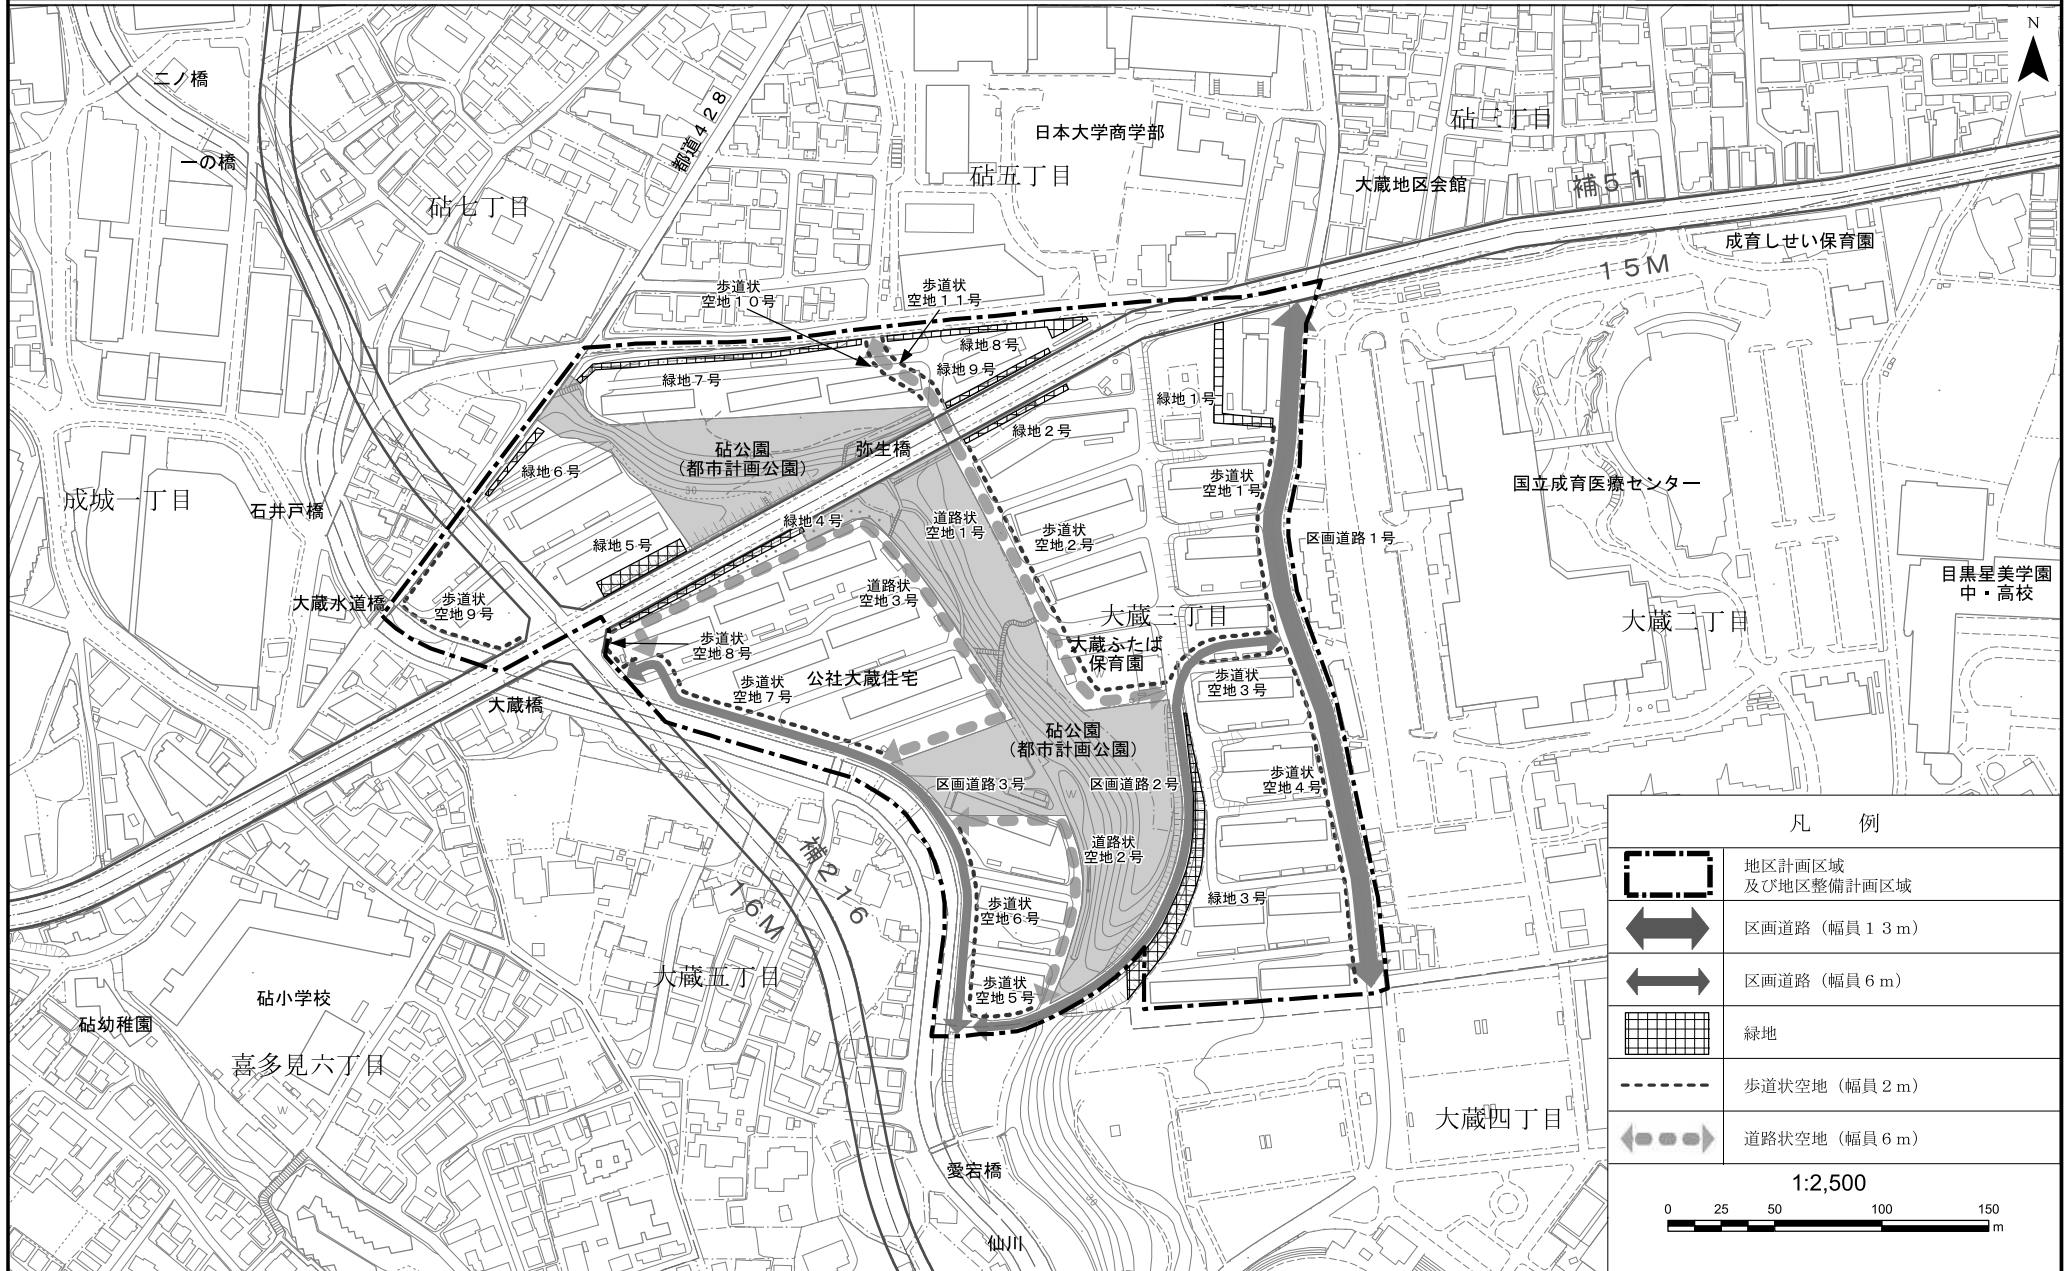 N
二ノ橋
一の橋
都道428
日本大学商学部
砧三丁目
砧五丁目
大蔵地区会館
補51
砧七丁目
成育しせい保育園
15M
歩道状
空地10号
歩道状
空地11号
緑地8号
緑地9号
緑地7号
緑地1号
緑地2号
砧公園
(都市計画公園)
弥生橋
緑地6号
歩道状
空地1号
国立成育医療センター
成城一丁目
石井戸橋
緑地4号
道路状
空地1号
歩道状
空地2号
区画道路1号
緑地5号
目黒星美学園
中・高校
大蔵水道橋
歩道状
空地9号
道路状
空地3号
大蔵三丁目
大蔵二丁目
歩道状
空地8号
大蔵ふたば
保育園
公社大蔵住宅
歩道状
空地7号
歩道状
空地3号
大蔵橋
砧公園
(都市計画公園)
30
30
区画道路3号
区画道路2号
歩道状
空地4号
W
補216
16M
道路状
空地2号
緑地3号
歩道状
空地6号
大蔵五丁目
歩道状
空地5号
砧小学校
砧幼稚園
喜多見六丁目
W
大蔵四丁目
愛宕橋
30
仙川
凡 例
地区計画区域
及び地区整備計画区域
区画道路（幅員13ｍ）
区画道路（幅員6ｍ）
緑地
歩道状空地（幅員2ｍ）
道路状空地（幅員6ｍ）
1:2,500
0 25 50 100 150
m